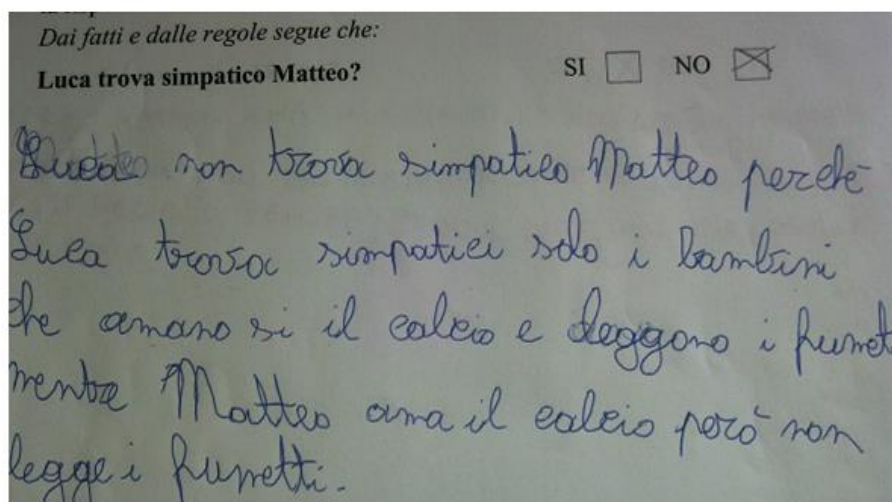 Dai fatti e dalle regole segue che:
Luca trova simpatico Matteo?
SI NO
Luca non trova simpatico Matteo perchè
Luca trova simpatici solo i bambini
che amano si il calcio e leggono i fumet
mentre Matteo ama il calcio però non
legge i fumetti.